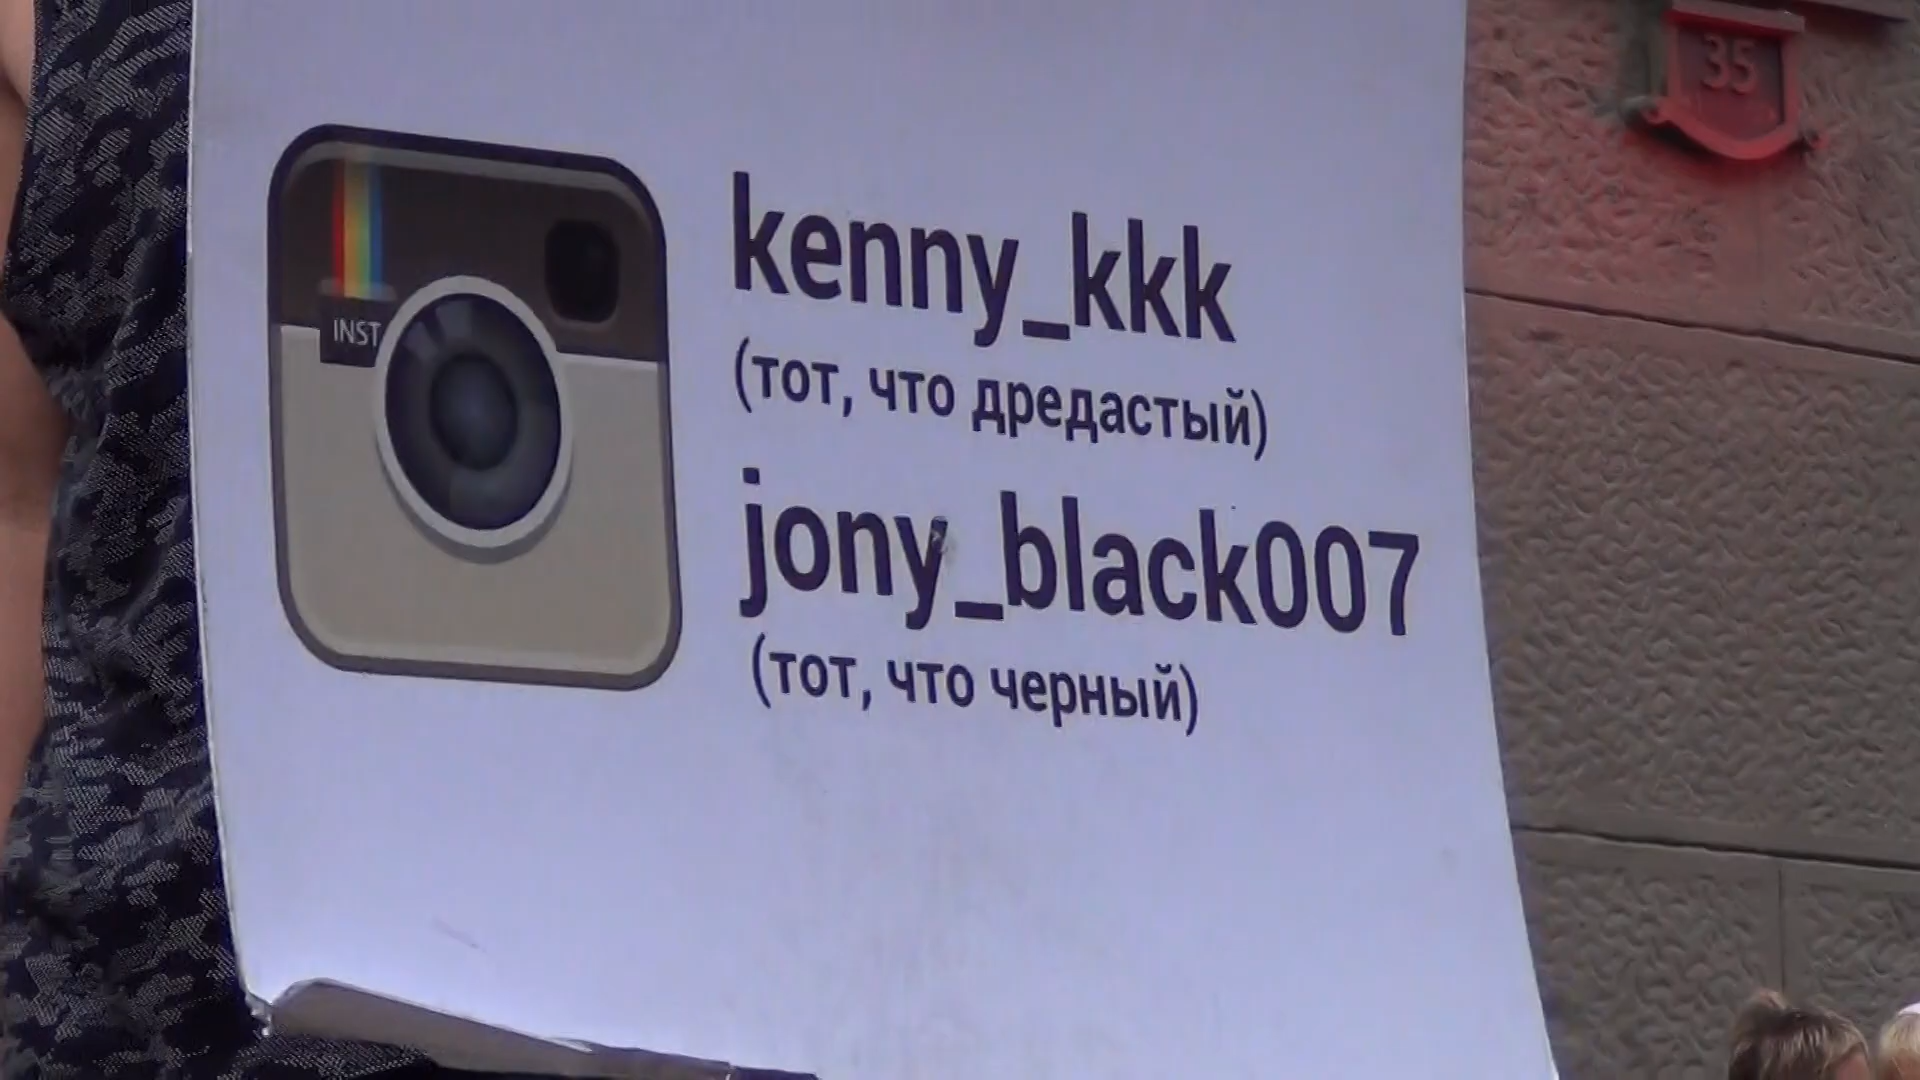 35
INST
kenny_kkk
(тот, что дредастый)
jony_black007
(тот, что черный)